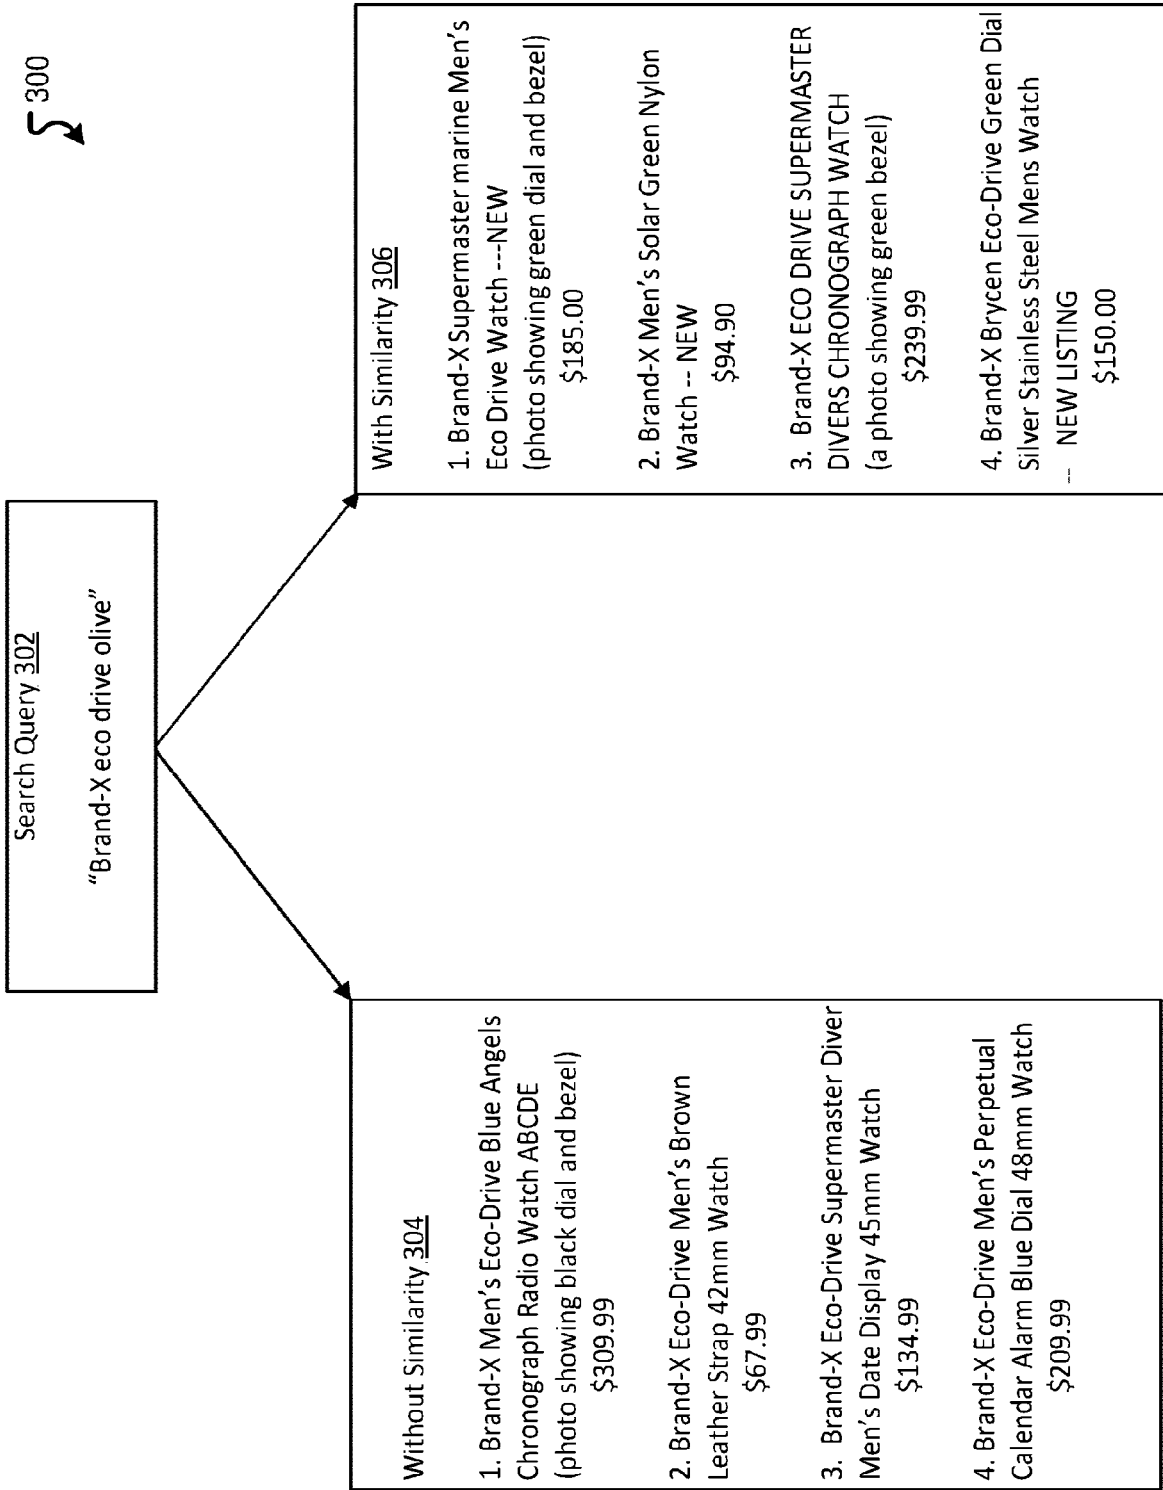 300
Search Query 302
“Brand-X eco drive olive”
Without Similarity 304
1. Brand-X Men’s Eco-Drive Blue Angels
Chronograph Radio Watch ABCDE
(photo showing black dial and bezel)
$309.99
2. Brand-X Eco-Drive Men’s Brown
Leather Strap 42mm Watch
$67.99
3. Brand-X Eco-Drive Supermaster Diver
Men’s Date Display 45mm Watch
$134.99
4. Brand-X Eco-Drive Men’s Perpetual
Calendar Alarm Blue Dial 48mm Watch
$209.99
With Similarity 306
1. Brand-X Supermaster marine Men’s
Eco Drive Watch ---NEW
(photo showing green dial and bezel)
$185.00
2. Brand-X Men’s Solar Green Nylon
Watch -- NEW
$94.90
3. Brand-X ECO DRIVE SUPERMASTER
DIVERS CHRONOGRAPH WATCH
(a photo showing green bezel)
$239.99
4. Brand-X Brycen Eco-Drive Green Dial
Silver Stainless Steel Mens Watch
-- NEW LISTING
$150.00